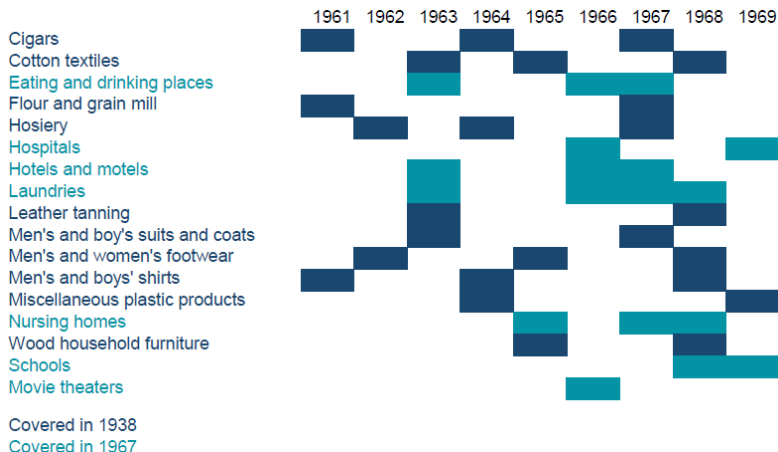 1961 1962 1963 1964 1965 1966 1967 1968 1969
Cigars
Cotton textiles
Eating and drinking places
Flour and grain mill
Hosiery
Hospitals
Hotels and motels
Laundries
Leather tanning
Men's and boy's suits and coats
Men's and women's footwear
Men's and boys' shirts
Miscellaneous plastic products
Nursing homes
Wood household furniture
Schools
Movie theaters
Covered in 1938
Covered in 1967